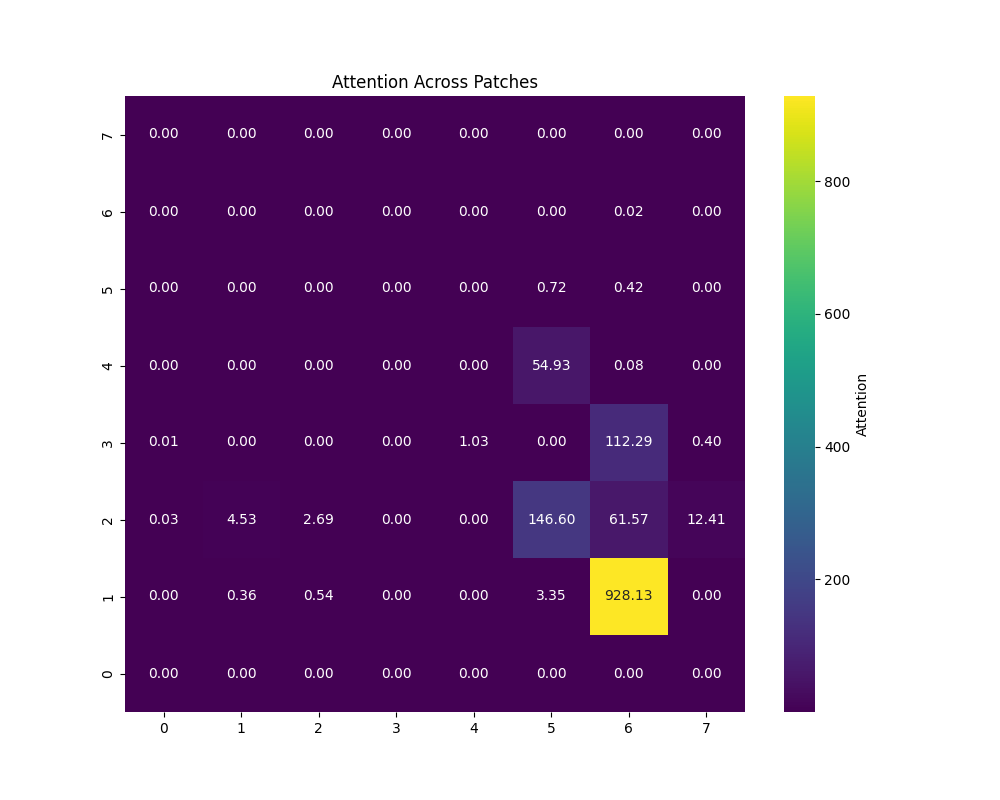 Attention Across Patches
7 0.00 0.00 0.00 0.00 0.00 0.00 0.00 0.00
6 0.00 0.00 0.00 0.00 0.00 0.00 0.02 0.00
5 0.00 0.00 0.00 0.00 0.00 0.72 0.42 0.00
4 0.00 0.00 0.00 0.00 0.00 54.93 0.08 0.00
3 0.01 0.00 0.00 0.00 1.03 0.00 112.29 0.40
2 0.03 4.53 2.69 0.00 0.00 146.60 61.57 12.41
1 0.00 0.36 0.54 0.00 0.00 3.35 928.13 0.00
0 0.00 0.00 0.00 0.00 0.00 0.00 0.00 0.00
0 1 2 3 4 5 6 7
800
600
400
200
Attention